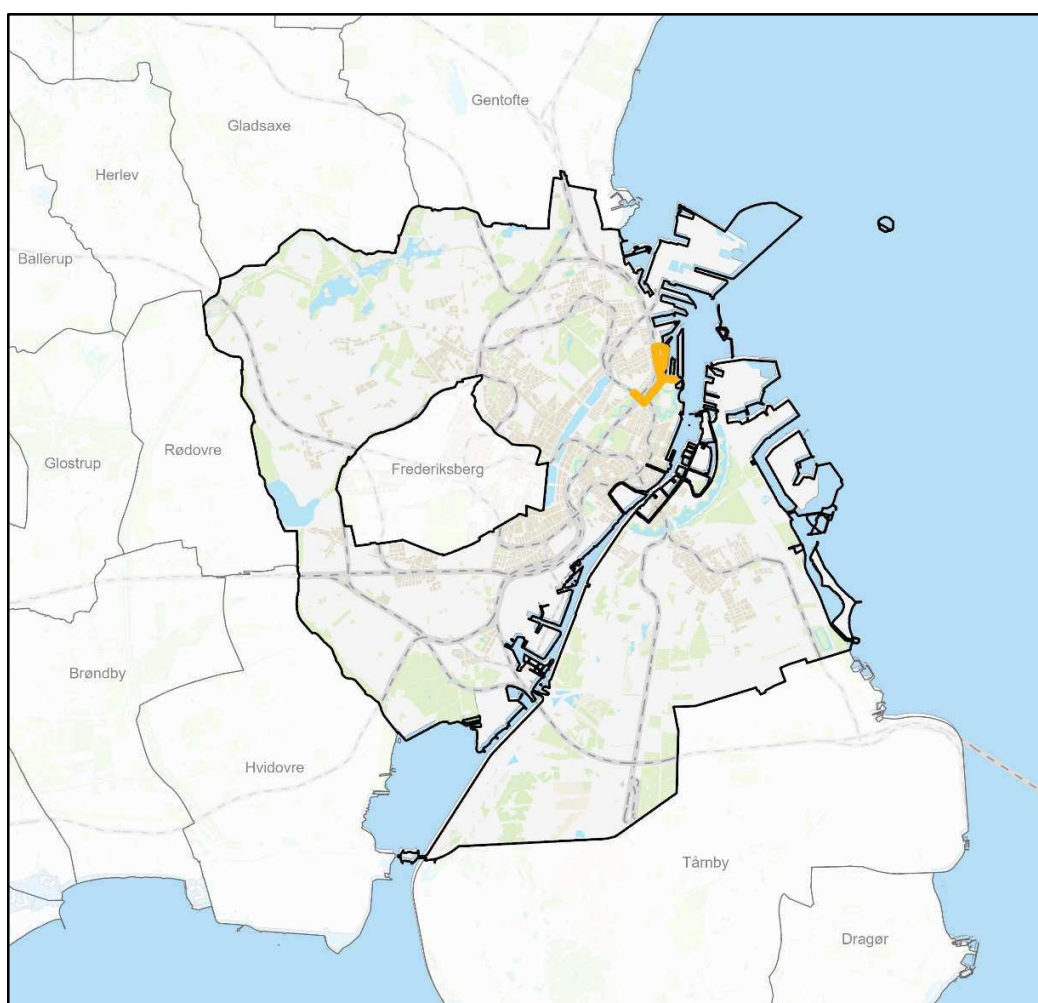 Gentofte
Gladsaxe
Herlev
Ballerup
Rødovre
Glostrup
Frederiksberg
Brøndby
Hvidovre
Tårnby
Dragør